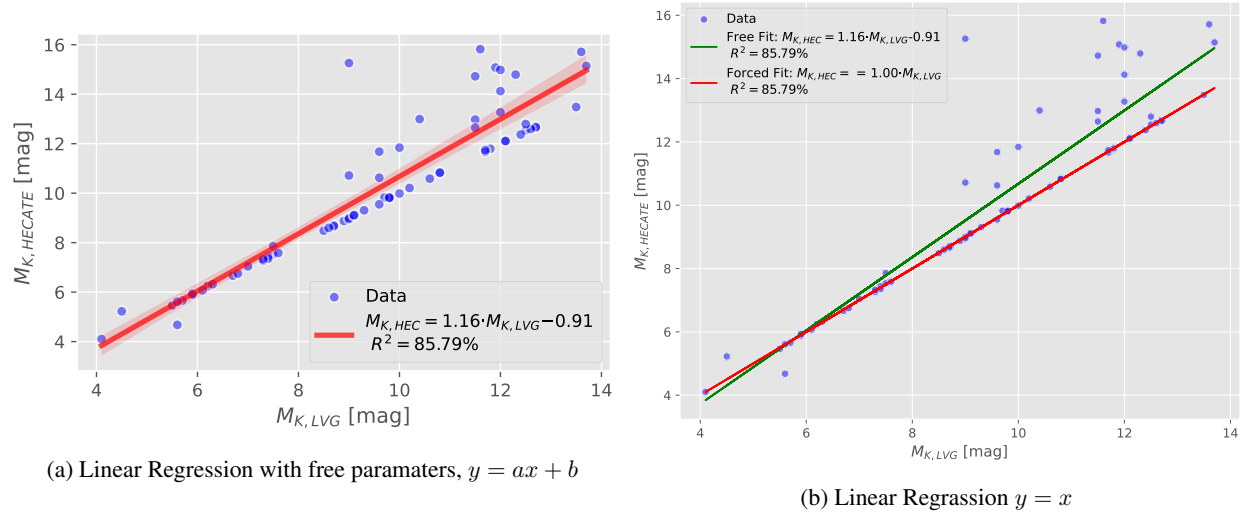 16
14
12
10
8
6
4
4
6
8
10
12
14
M_{K,HECATE} [mag]
M_{K,LVG} [mag]
Data
M_{K,HEC} = 1.16·M_{K,LVG}−0.91
R² = 85.79%
(a) Linear Regression with free paramaters, y = ax + b
16
14
12
10
8
6
4
4
6
8
10
12
14
M_{K,HECATE} [mag]
M_{K,LVG} [mag]
Data
Free Fit: M_{K,HEC}=1.16·M_{K,LVG}-0.91
R² = 85.79%
Forced Fit: M_{K,HEC}= = 1.00·M_{K,LVG}
R² = 85.79%
(b) Linear Regrassion y = x